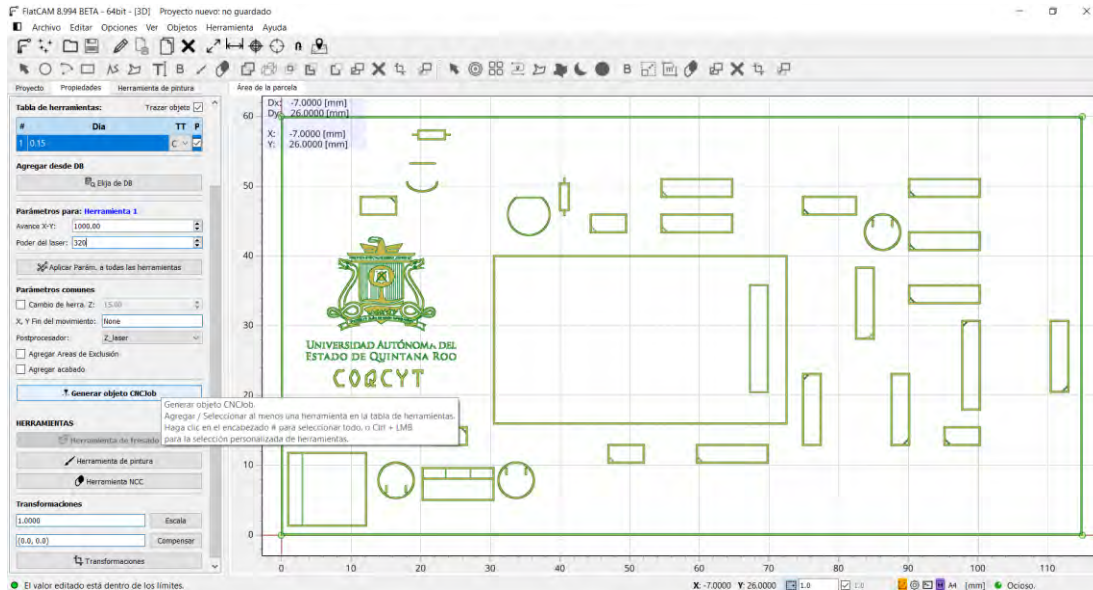 FlatCAM 8.994 BETA - 64bit - [3D] Proyecto nuevo: no guardado
Archivo Editar Opciones Ver Objetos Herramienta Ayuda
Proyecto Propiedades Herramienta de pintura Área de la parcela
Tabla de herramientas: Trazar objeto
# Dia TT P
1 0.15 C
Agregar desde DB
Elija de DB
Parámetros para: Herramienta 1
Avance X-Y: 1000.00
Poder del laser: 320
Aplicar Parám. a todas las herramientas
Parámetros comunes
Cambio de herra. Z: 15.00
X, Y Fin del movimiento: None
Postprocesador: Z_laser
Agregar Areas de Exclusión
Agregar acabado
Generar objeto CNCJob
Generar objeto CNCJob.
Agregar / Seleccionar al menos una herramienta en la tabla de herramientas.
Haga clic en el encabezado # para seleccionar todo, o Ctrl + LMB
para la selección personalizada de herramientas.
HERRAMIENTAS
Herramienta de fresado
Herramienta de pintura
Herramienta NCC
Transformaciones
1.0000 Escala
(0.0, 0.0) Compensar
Transformaciones
Dx: -7.0000 [mm]
Dy: 26.0000 [mm]
X: -7.0000 [mm]
Y: 26.0000 [mm]
60
50
40
30
20
10
0
UNIVERSIDAD AUTÓNOMA DEL
ESTADO DE QUINTANA ROO
COQCYT
0 10 20 30 40 50 60 70 80 90 100 110
El valor editado está dentro de los límites. X: -7.0000 Y: 26.0000 1.0 1.0 A4 [mm] Ocioso.